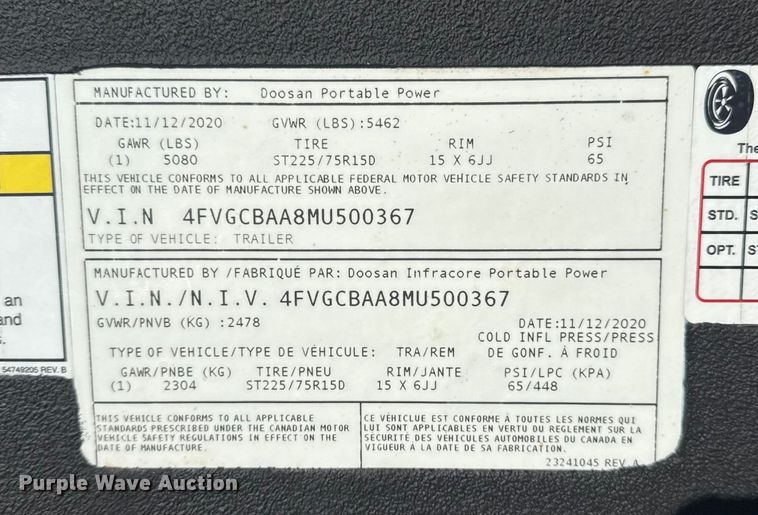 MANUFACTURED BY: Doosan Portable Power
DATE:11/12/2020 GVWR (LBS) :5462
GAWR (LBS) TIRE RIM PSI
(1) 5080 ST225/75R15D 15 X 6JJ 65
THIS VEHICLE CONFORMS TO ALL APPLICABLE FEDERAL MOTOR VEHICLE SAFETY STANDARDS IN
EFFECT ON THE DATE OF MANUFACTURE SHOWN ABOVE.
V.I.N 4FVGCBAA8MU500367
TYPE OF VEHICLE: TRAILER
MANUFACTURED BY /FABRIQUÉ PAR: Doosan Infracore Portable Power
V.I.N./N.I.V. 4FVGCBAA8MU500367
GVWR/PNVB (KG) :2478 DATE:11/12/2020
COLD INFL PRESS/PRESS
TYPE OF VEHICLE/TYPE DE VÉHICULE: TRA/REM DE GONF. À FROID
GAWR/PNBE (KG) TIRE/PNEU RIM/JANTE PSI/LPC (KPA)
(1) 2304 ST225/75R15D 15 X 6JJ 65/448
THIS VEHICLE CONFORMS TO ALL APPLICABLE
STANDARDS PRESCRIBED UNDER THE CANADIAN MOTOR
VEHICLE SAFETY REGULATIONS IN EFFECT ON THE
DATE OF MANUFACTURE.
CE VÉHICLUE EST CONFORME À TOUTES LES NORMES QUI
LUI SONT APPLICABLES EN VERTU DU RÈGLEMENT SUR LA
SÉCURITÉ DES VÉHICULES AUTOMOBILES DU CANADA EN
VIGUEUR À LA DATE DE SA FABRICATION.
23241045 REV A
an
and
s.
54749205 REV. B
The
TIRE
STD. S
OPT. ST
Purple Wave Auction